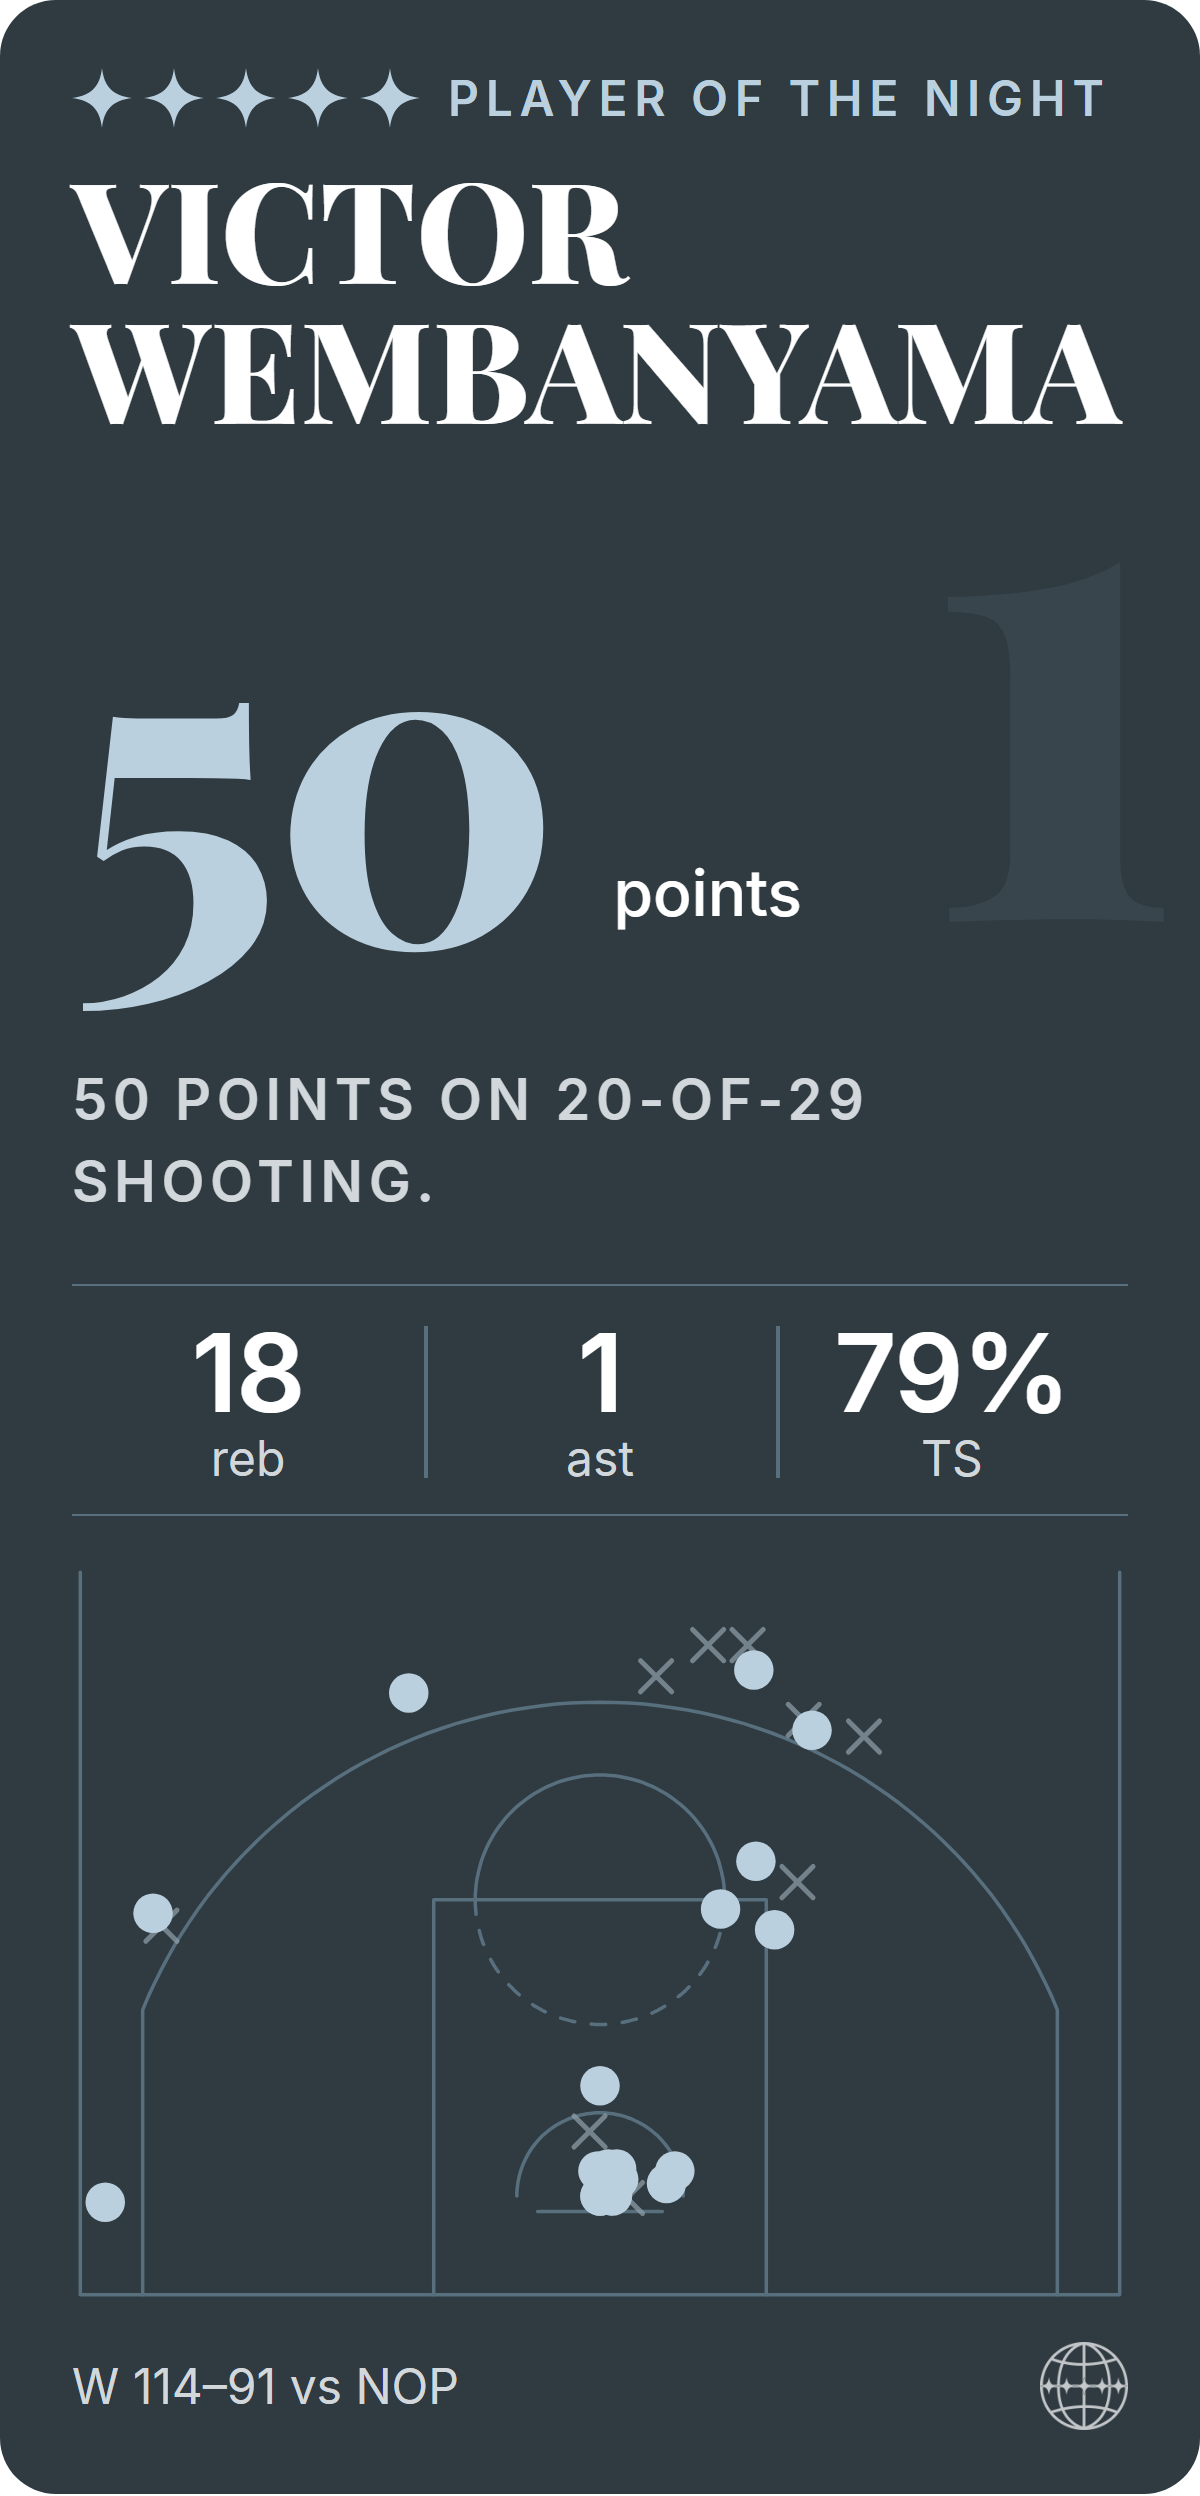 PLAYER OF THE NIGHT
VICTOR
WEMBANYAMA
1
50 points
50 POINTS ON 20-OF-29
SHOOTING.
18 1 79%
reb ast TS
W 114–91 vs NOP